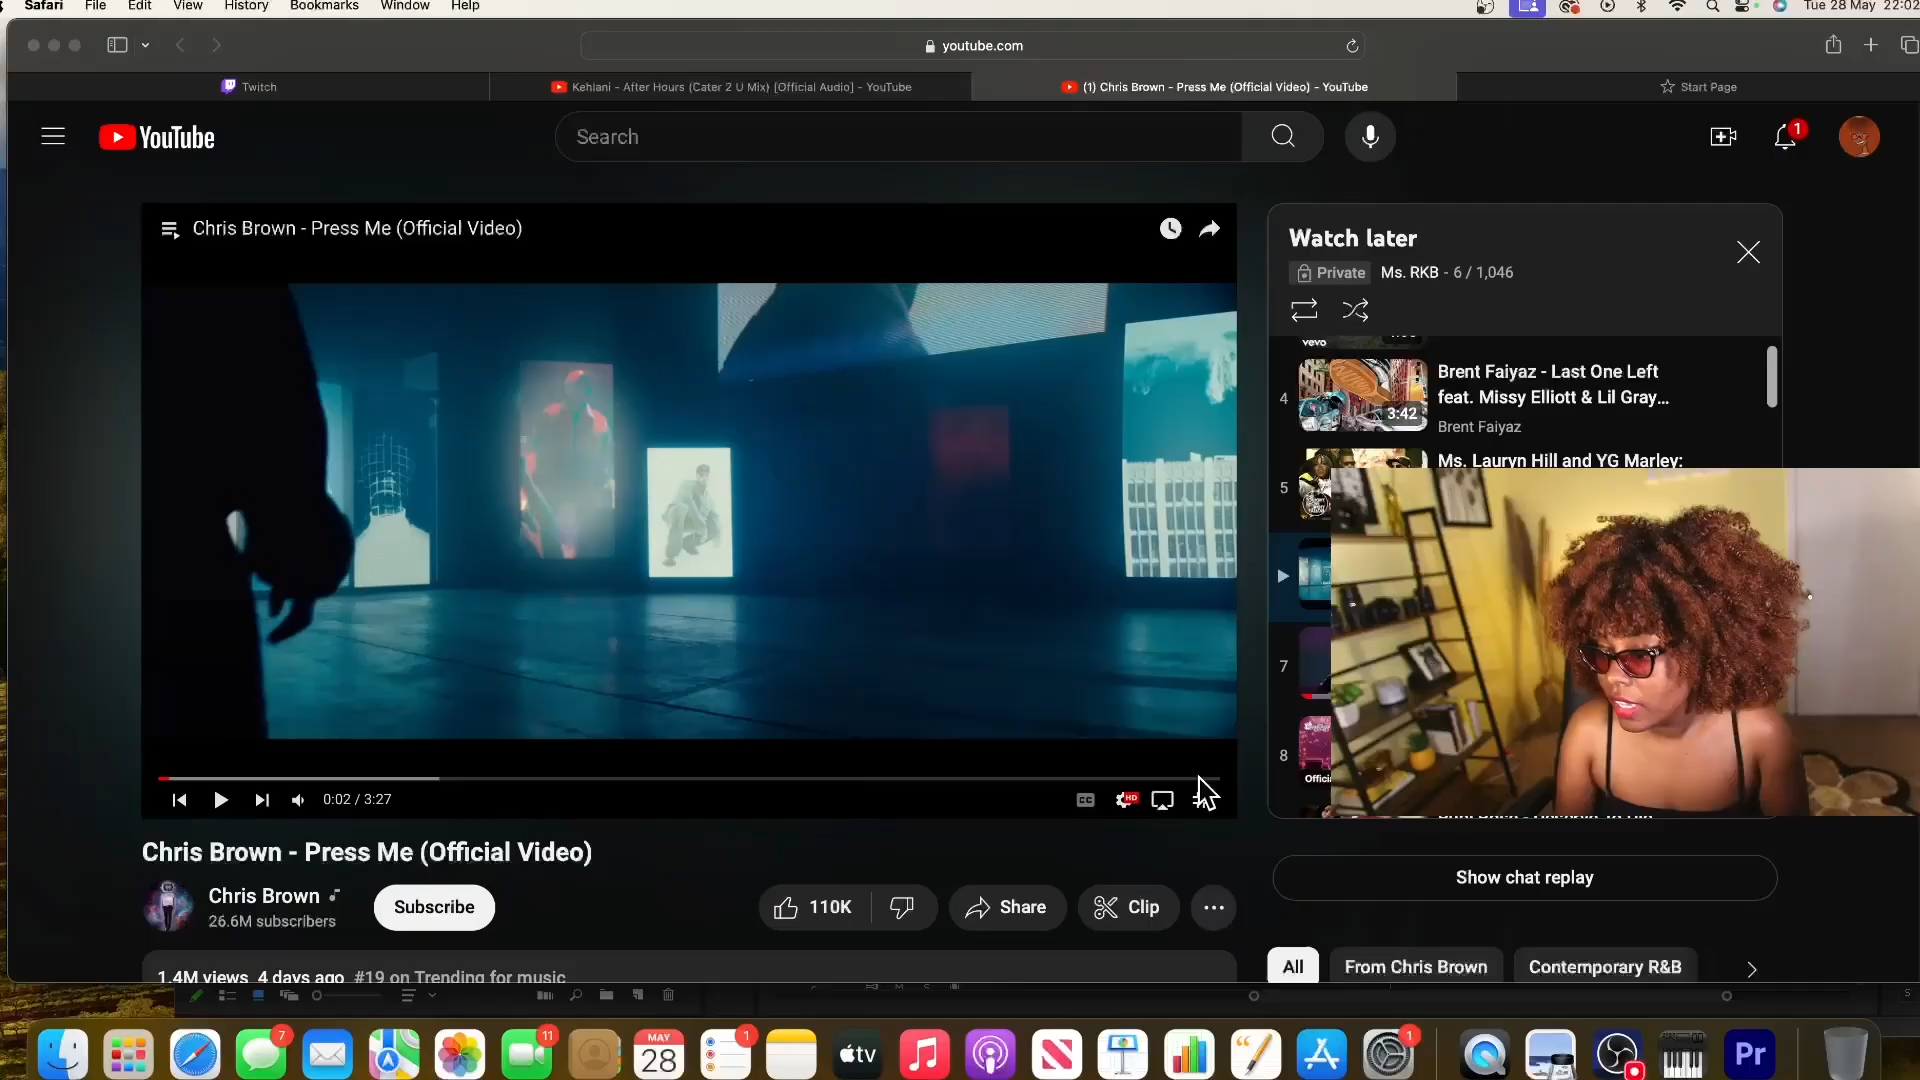 Safari File Edit View History Bookmarks Window Help
Tue 28 May 22:02
youtube.com
Twitch
Kehlani - After Hours (Cater 2 U Mix) [Official Audio] - YouTube
(1) Chris Brown - Press Me (Official Video) - YouTube
Start Page
YouTube
Search
1
Chris Brown - Press Me (Official Video)
Watch later
Private Ms. RKB - 6 / 1,046
vevo
4
3:42
Brent Faiyaz - Last One Left
feat. Missy Elliott & Lil Gray...
Brent Faiyaz
5
Ms. Lauryn Hill and YG Marley:
7
8
0:02 / 3:27
CC
HD
Chris Brown - Press Me (Official Video)
Chris Brown
26.6M subscribers
Subscribe
110K
Share
Clip
Show chat replay
1.4M views 4 days ago #19 on Trending for music
All
From Chris Brown
Contemporary R&B
7
11
MAY
28
1
tv
1
Pr